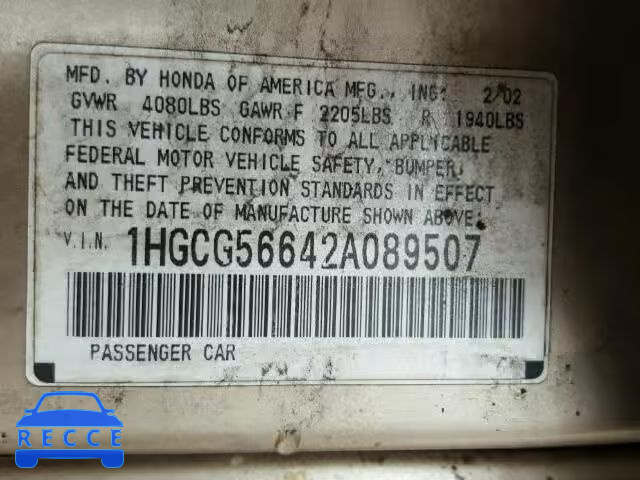 MFD. BY HONDA OF AMERICA MFG., INC. 2/02
GVWR 4080LBS GAWR F 2205LBS R 1940LBS
THIS VEHICLE CONFORMS TO ALL APPLICABLE
FEDERAL MOTOR VEHICLE SAFETY, BUMPER,
AND THEFT PREVENTION STANDARDS IN EFFECT
ON THE DATE OF MANUFACTURE SHOWN ABOVE.
V.I.N. 1HGCG56642A089507
PASSENGER CAR
RECCE